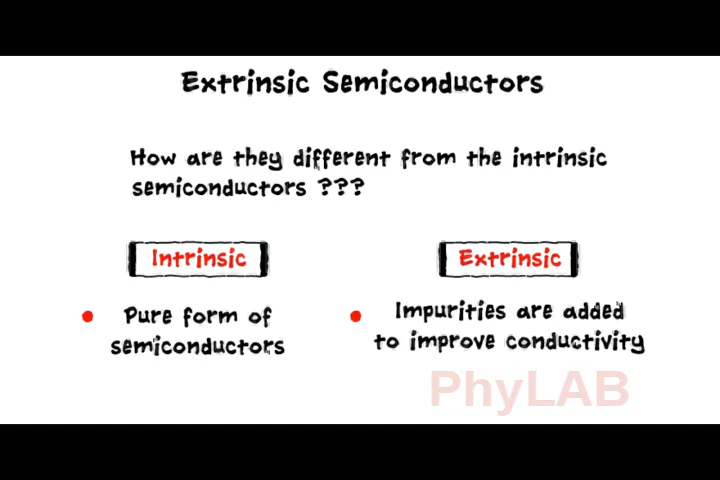 Extrinsic Semiconductors
How are they different from the intrinsic
semiconductors ???
Intrinsic
Extrinsic
Pure form of
semiconductors
Impurities are added
to improve conductivity
PhyLAB